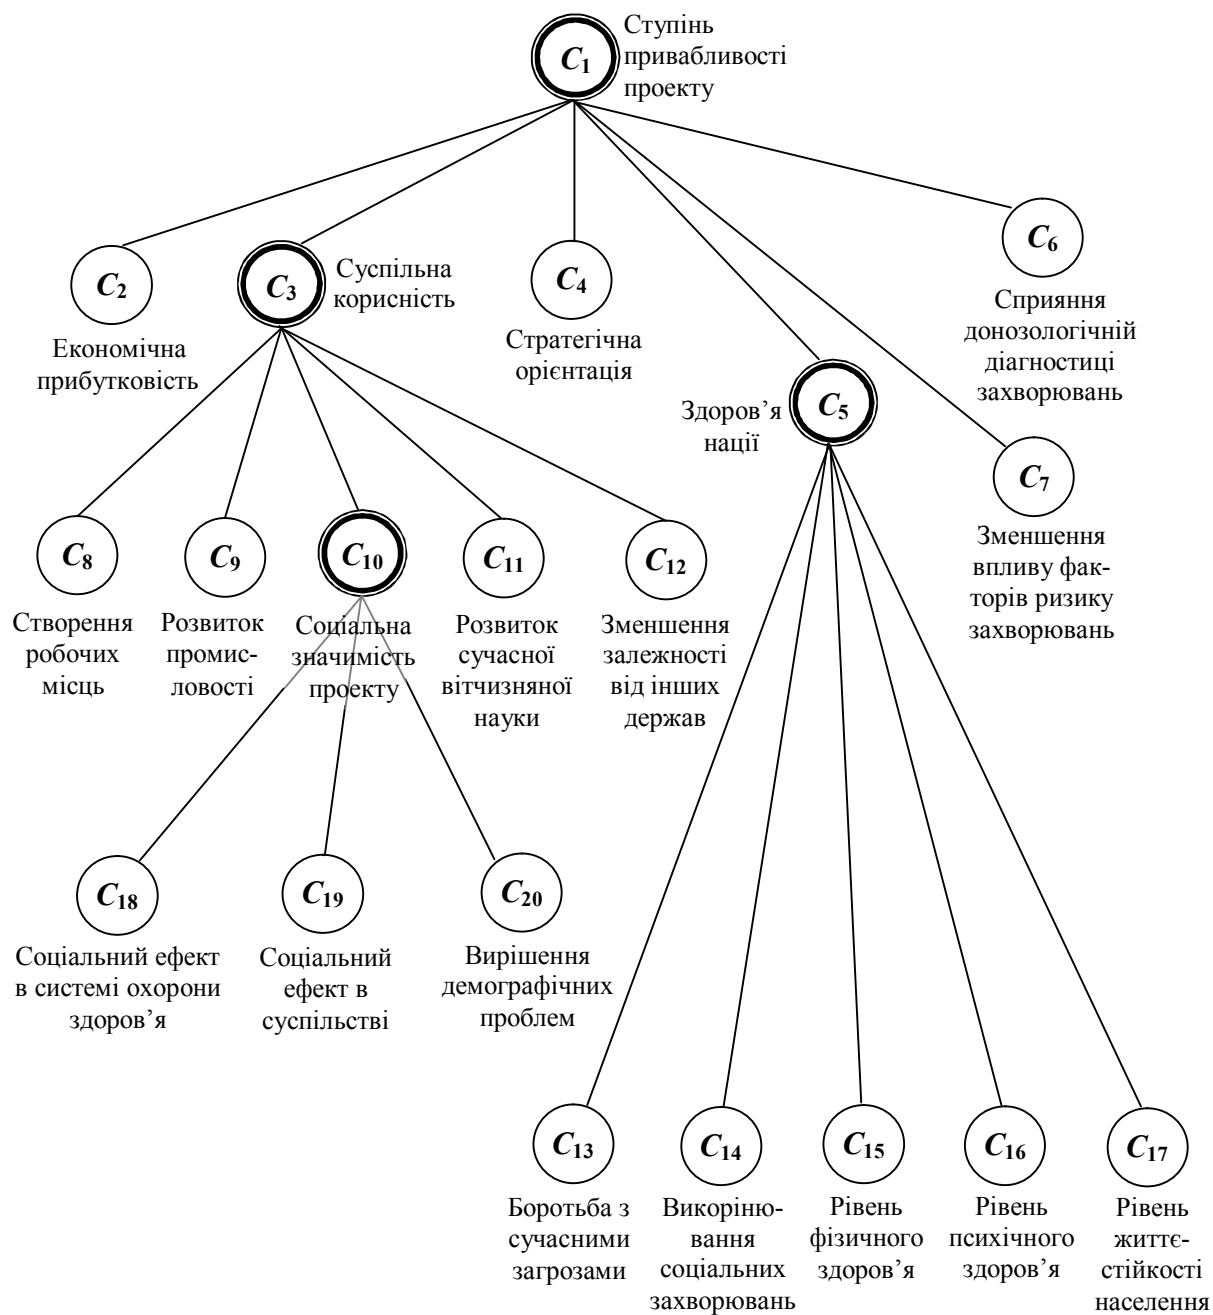 C1
Ступінь
привабливості
проекту
C2
Економічна
прибутковість
C3
Суспільна
корисність
C4
Стратегічна
орієнтація
C5
Здоров’я
нації
C6
Сприяння
донозологічній
діагностиці
захворювань
C7
Зменшення
впливу фак-
торів ризику
захворювань
C8
Створення
робочих
місць
C9
Розвиток
промис-
ловості
C10
Соціальна
значимість
проекту
C11
Розвиток
сучасної
вітчизняної
науки
C12
Зменшення
залежності
від інших
держав
C18
Соціальний ефект
в системі охорони
здоров’я
C19
Соціальний
ефект в
суспільстві
C20
Вирішення
демографічних
проблем
C13
Боротьба з
сучасними
загрозами
C14
Викоріню-
вання
соціальних
захворювань
C15
Рівень
фізичного
здоров’я
C16
Рівень
психічного
здоров’я
C17
Рівень
життє-
стійкості
населення